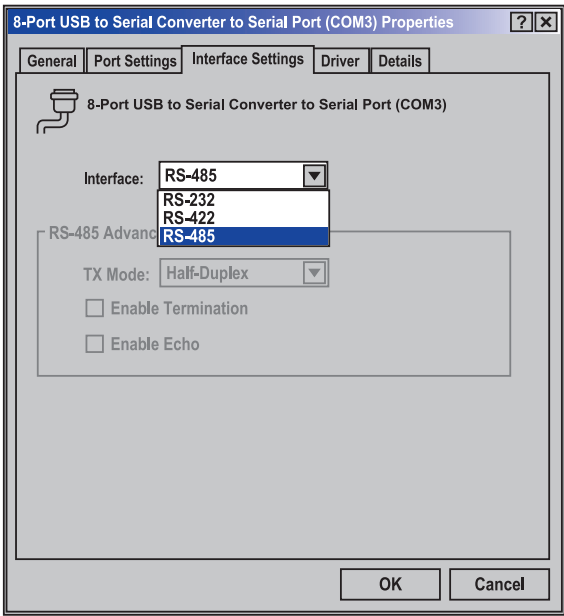 8-Port USB to Serial Converter to Serial Port (COM3) Properties ? ×
General Port Settings Interface Settings Driver Details
8-Port USB to Serial Converter to Serial Port (COM3)
Interface: RS-485
RS-232
RS-422
RS-485
RS-485 Advanc
TX Mode: Half-Duplex
Enable Termination
Enable Echo
OK Cancel